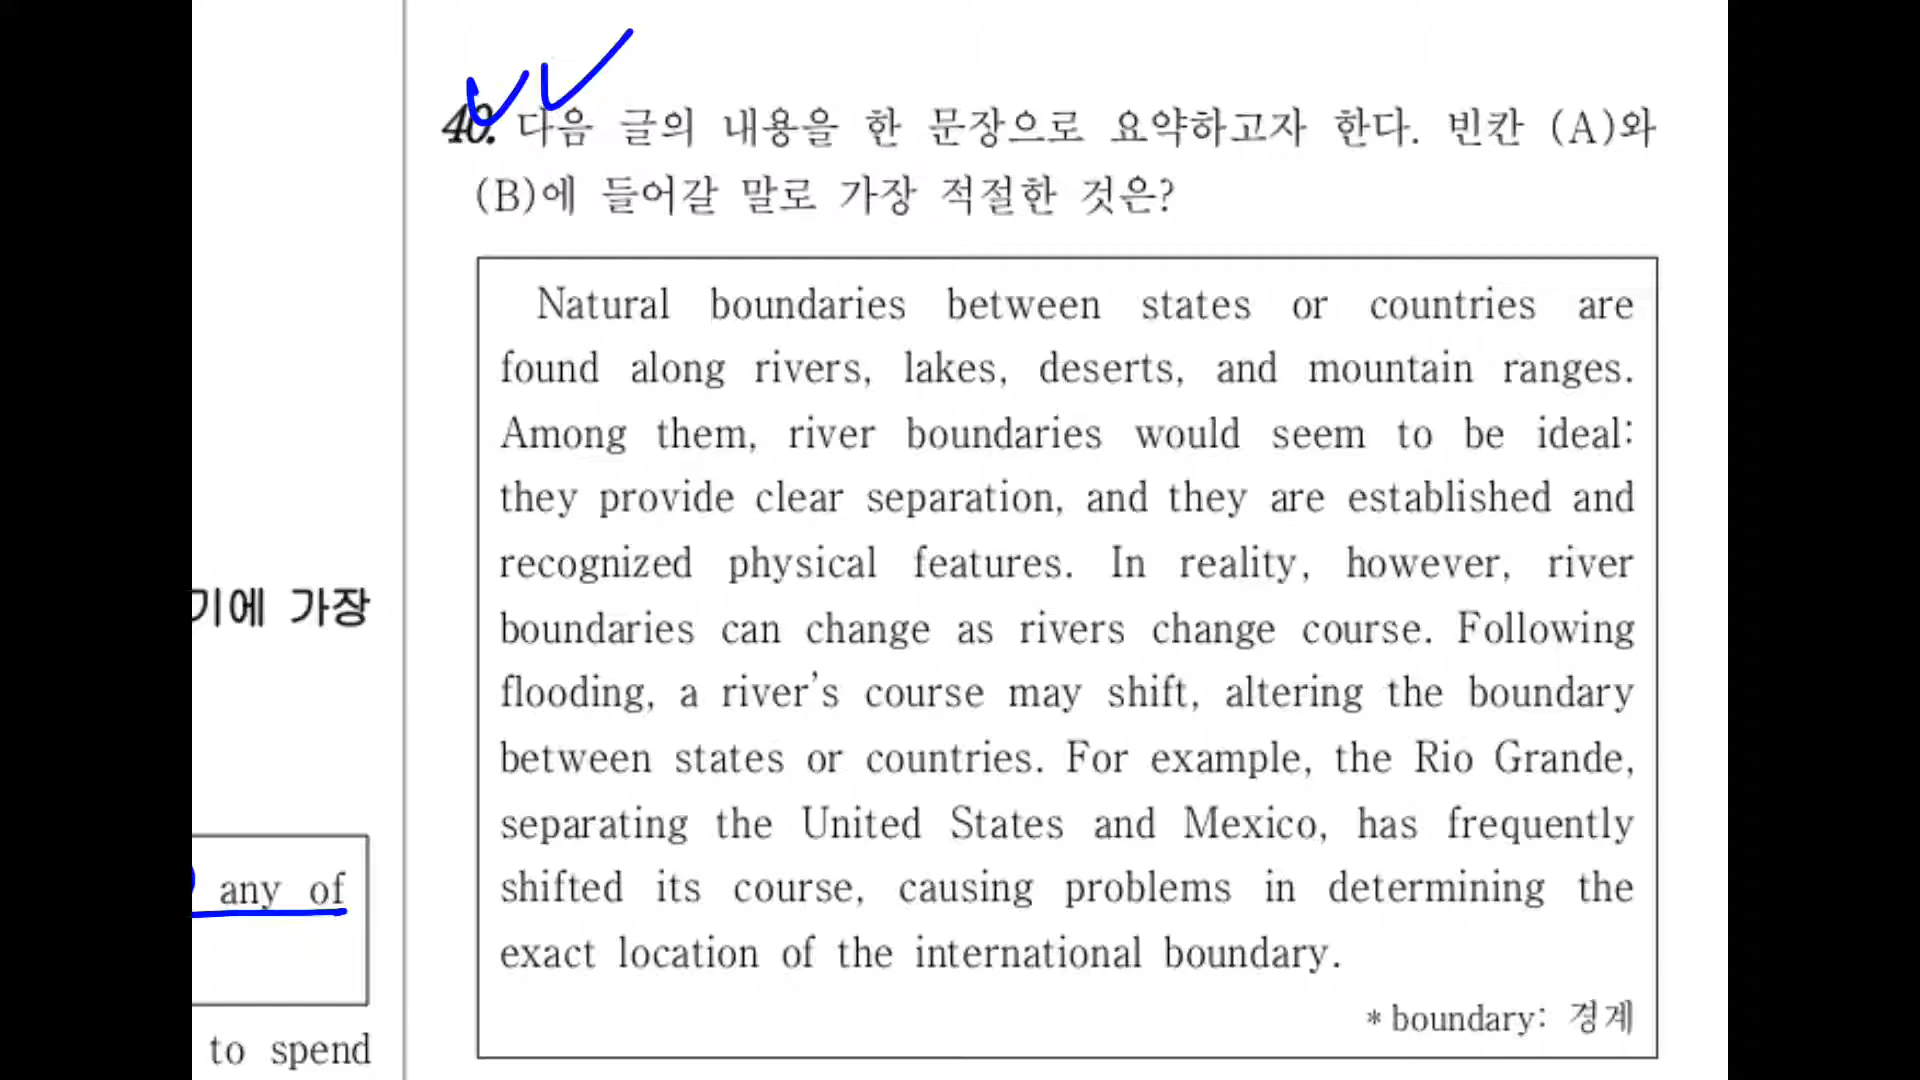 기에 가장
any of
to spend
40. 다음 글의 내용을 한 문장으로 요약하고자 한다. 빈칸 (A)와
(B)에 들어갈 말로 가장 적절한 것은?
Natural boundaries between states or countries are
found along rivers, lakes, deserts, and mountain ranges.
Among them, river boundaries would seem to be ideal:
they provide clear separation, and they are established and
recognized physical features. In reality, however, river
boundaries can change as rivers change course. Following
flooding, a river's course may shift, altering the boundary
between states or countries. For example, the Rio Grande,
separating the United States and Mexico, has frequently
shifted its course, causing problems in determining the
exact location of the international boundary.
* boundary: 경계